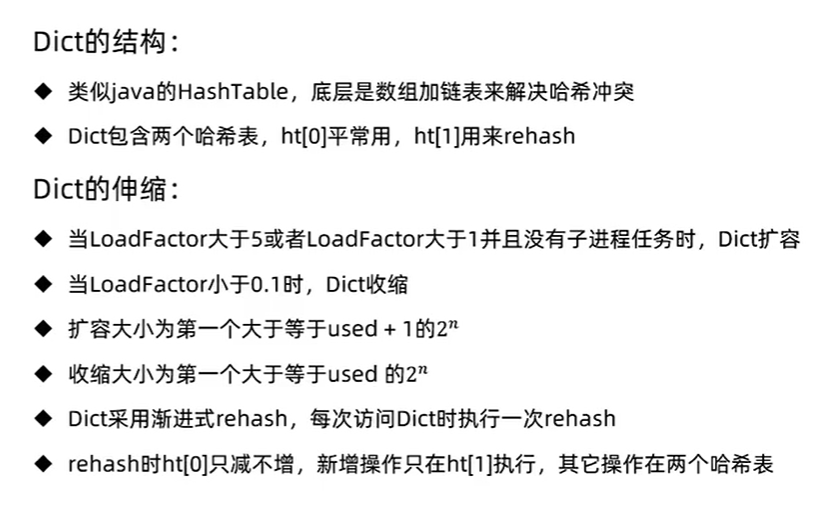 Dict的结构：
◆ 类似java的HashTable，底层是数组加链表来解决哈希冲突
◆ Dict包含两个哈希表，ht[0]平常用，ht[1]用来rehash
Dict的伸缩：
◆ 当LoadFactor大于5或者LoadFactor大于1并且没有子进程任务时，Dict扩容
◆ 当LoadFactor小于0.1时，Dict收缩
◆ 扩容大小为第一个大于等于used + 1的2ⁿ
◆ 收缩大小为第一个大于等于used 的2ⁿ
◆ Dict采用渐进式rehash，每次访问Dict时执行一次rehash
◆ rehash时ht[0]只减不增，新增操作只在ht[1]执行，其它操作在两个哈希表